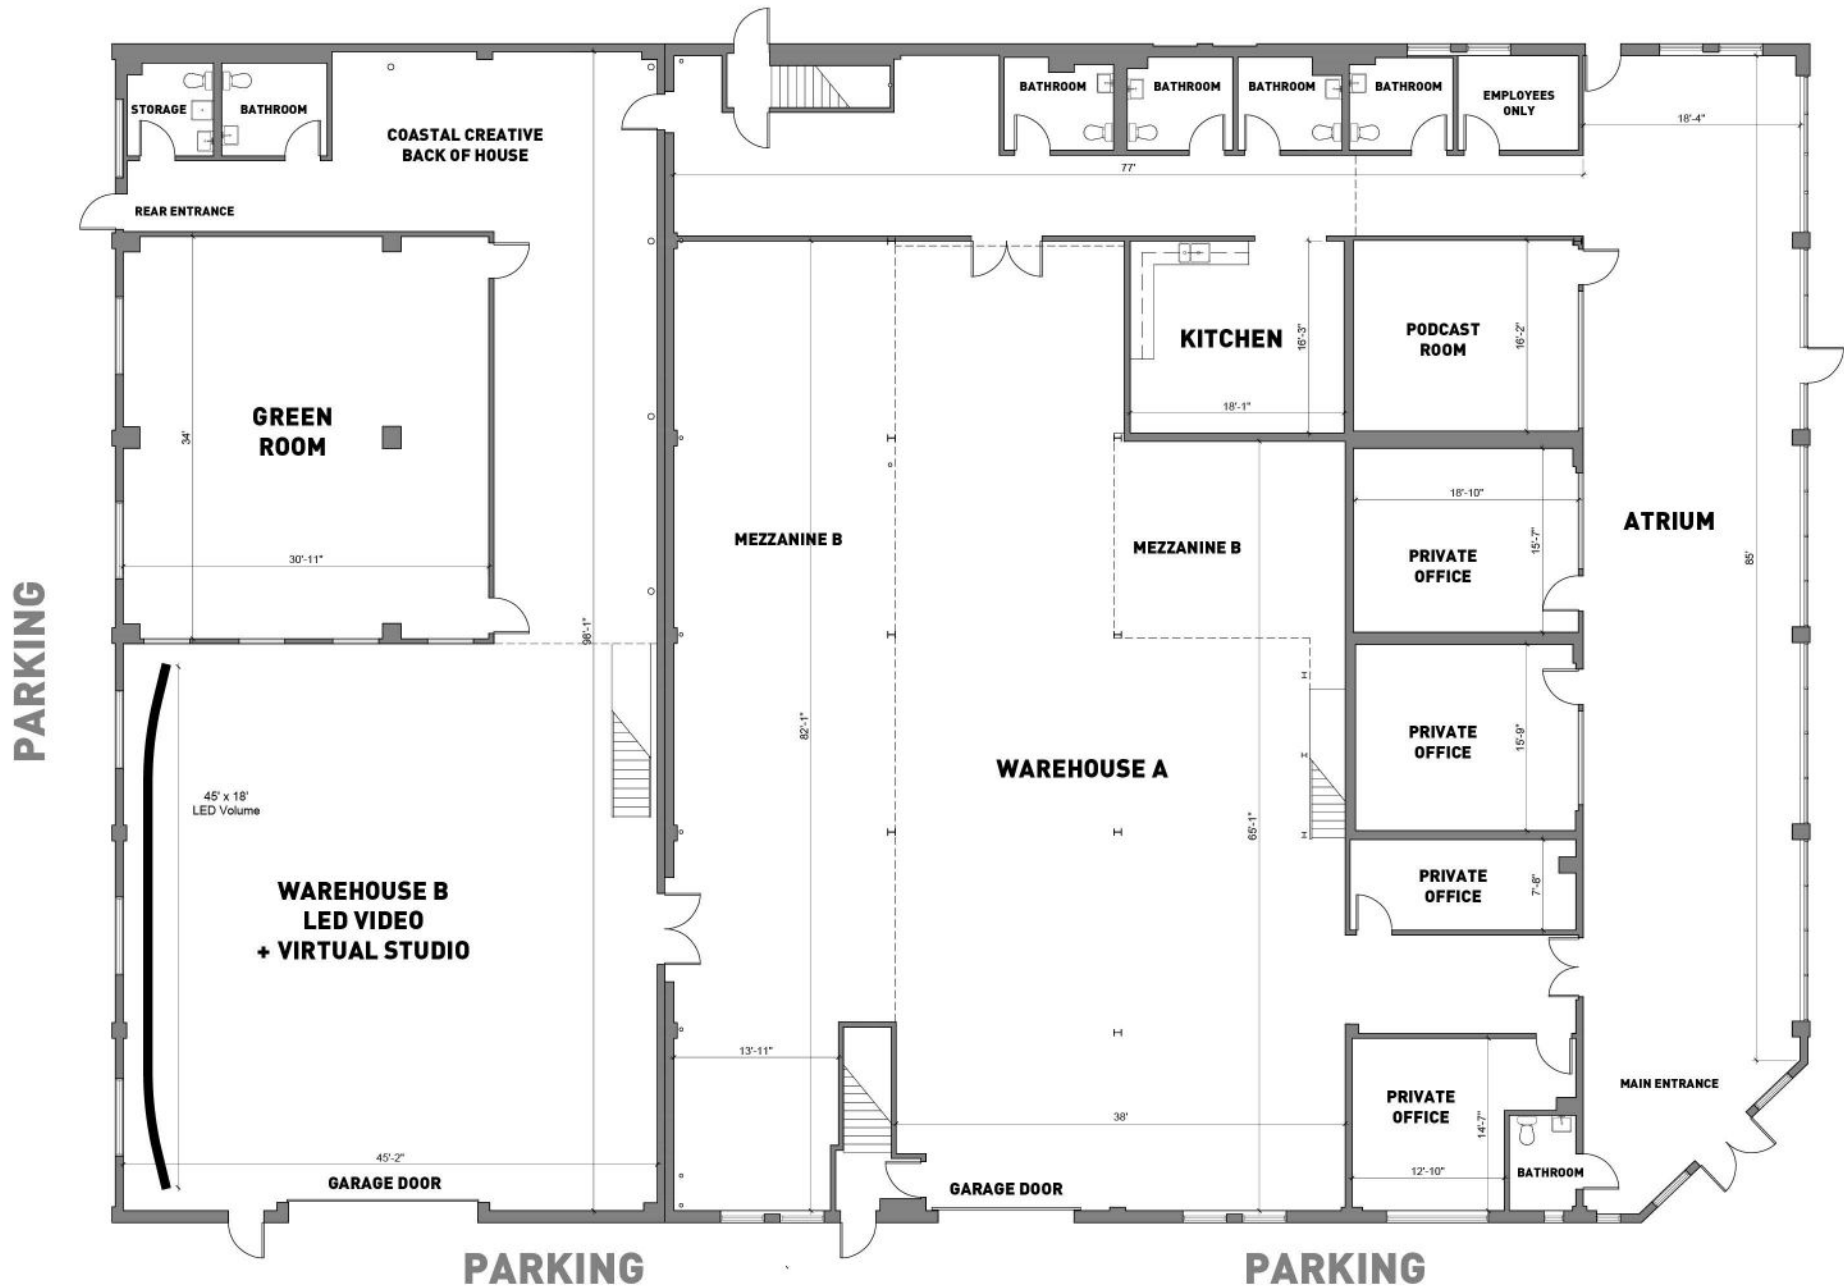 STORAGE
BATHROOM
COASTAL CREATIVE
BACK OF HOUSE
REAR ENTRANCE
BATHROOM
BATHROOM
BATHROOM
BATHROOM
EMPLOYEES
ONLY
18'-4"
77'
GREEN
ROOM
34'
30'-11"
98'-1"
KITCHEN
16'-3"
18'-1"
PODCAST
ROOM
16'-2"
MEZZANINE B
MEZZANINE B
82'-1"
18'-10"
15'-7"
PRIVATE
OFFICE
ATRIUM
85'
PARKING
45' x 18'
LED Volume
WAREHOUSE B
LED VIDEO
+ VIRTUAL STUDIO
WAREHOUSE A
65'-1"
PRIVATE
OFFICE
15'-9"
PRIVATE
OFFICE
7'-8"
13'-11"
38'
PRIVATE
OFFICE
14'-7"
12'-10"
BATHROOM
MAIN ENTRANCE
45'-2"
GARAGE DOOR
GARAGE DOOR
PARKING
PARKING